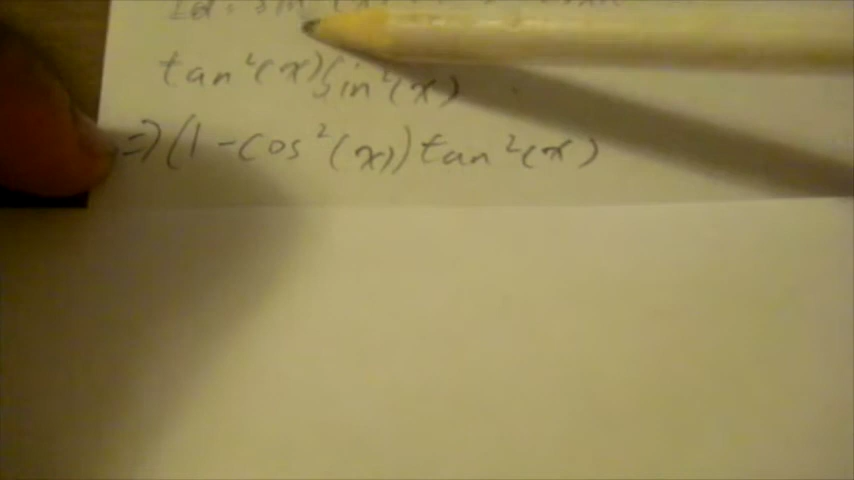 tan²(x) sin²(x)
=> (1 - cos²(x)) tan²(x)